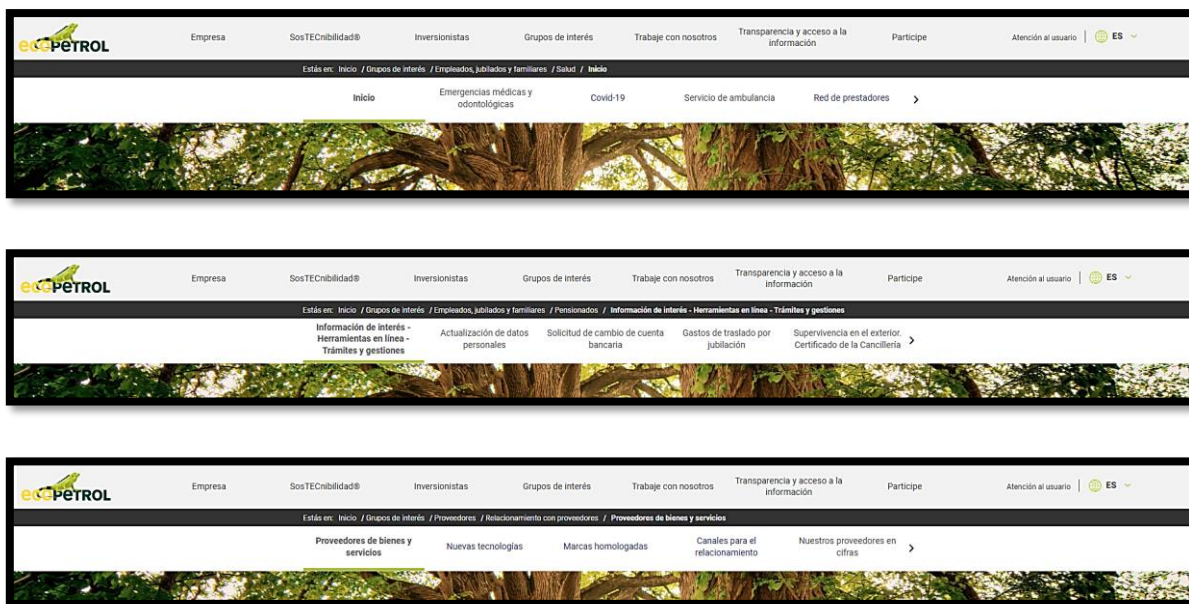 ecoPETROL
Empresa
SosTECnibilidad®
Inversionistas
Grupos de interés
Trabaje con nosotros
Transparencia y acceso a la
información
Participe
Atención al usuario
ES
Estás en: Inicio / Grupos de interés / Empleados, jubilados y familiares / Salud / Inicio
Inicio
Emergencias médicas y
odontológicas
Covid-19
Servicio de ambulancia
Red de prestadores
ecoPETROL
Empresa
SosTECnibilidad®
Inversionistas
Grupos de interés
Trabaje con nosotros
Transparencia y acceso a la
información
Participe
Atención al usuario
ES
Estás en: Inicio / Grupos de interés / Empleados, jubilados y familiares / Pensionados / Información de interés - Herramientas en línea - Trámites y gestiones
Información de interés -
Herramientas en línea -
Trámites y gestiones
Actualización de datos
personales
Solicitud de cambio de cuenta
bancaria
Gastos de traslado por
jubilación
Supervivencia en el exterior.
Certificado de la Cancillería
ecoPETROL
Empresa
SosTECnibilidad®
Inversionistas
Grupos de interés
Trabaje con nosotros
Transparencia y acceso a la
información
Participe
Atención al usuario
ES
Estás en: Inicio / Grupos de interés / Proveedores / Relacionamiento con proveedores / Proveedores de bienes y servicios
Proveedores de bienes y
servicios
Nuevas tecnologías
Marcas homologadas
Canales para el
relacionamiento
Nuestros proveedores en
cifras